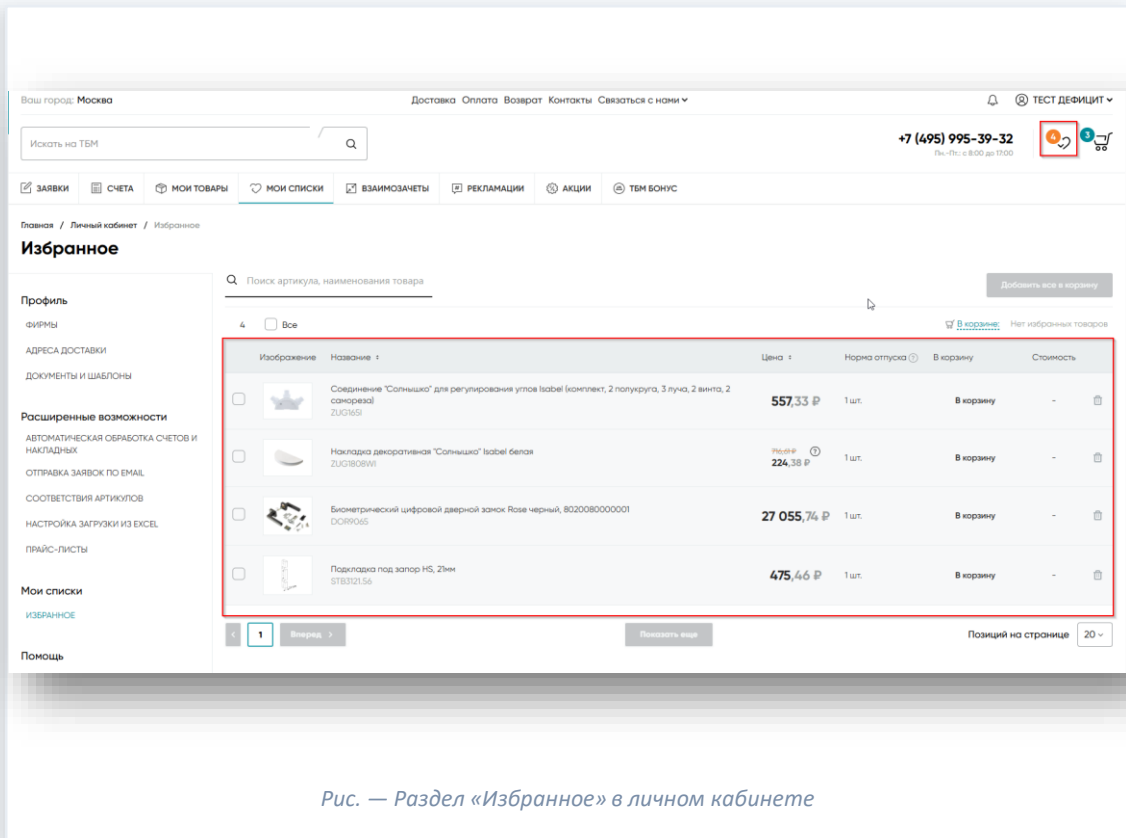 Ваш город: Москва
Доставка Оплата Возврат Контакты Связаться с нами
ТЕСТ ДЕФИЦИТ
Искать на ТБМ
+7 (495) 995-39-32
Пн.-Пт.: с 8:00 до 17:00
4
3
ЗАЯВКИ СЧЕТА МОИ ТОВАРЫ МОИ СПИСКИ ВЗАИМОЗАЧЕТЫ РЕКЛАМАЦИИ АКЦИИ ТБМ БОНУС
Главная / Личный кабинет / Избранное
Избранное
Профиль
ФИРМЫ
АДРЕСА ДОСТАВКИ
ДОКУМЕНТЫ И ШАБЛОНЫ
Расширенные возможности
АВТОМАТИЧЕСКАЯ ОБРАБОТКА СЧЕТОВ И
НАКЛАДНЫХ
ОТПРАВКА ЗАЯВОК ПО EMAIL
СООТВЕТСТВИЯ АРТИКУЛОВ
НАСТРОЙКА ЗАГРУЗКИ ИЗ EXCEL
ПРАЙС-ЛИСТЫ
Мои списки
ИЗБРАННОЕ
Помощь
Поиск артикула, наименования товара
Добавить все в корзину
4 Все
В корзине: Нет избранных товаров
Изображение Название Цена Норма отпуска ? В корзину Стоимость
Соединение "Солнышко" для регулирования углов Isabel (комплект, 2 полукруга, 3 луча, 2 винта, 2
самореза)
ZUG165I
557,33 ₽ 1 шт. В корзину -
Накладка декоративная "Солнышко" Isabel белая
ZUG1808WI
?
224,38 ₽ 1 шт. В корзину -
Биометрический цифровой дверной замок Rose черный, 8020080000001
DOR9065
27 055,74 ₽ 1 шт. В корзину -
Подкладка под запор HS, 21мм
STB3121.56
475,46 ₽ 1 шт. В корзину -
1 Вперед
Показать еще
Позиций на странице 20
Рис. — Раздел «Избранное» в личном кабинете